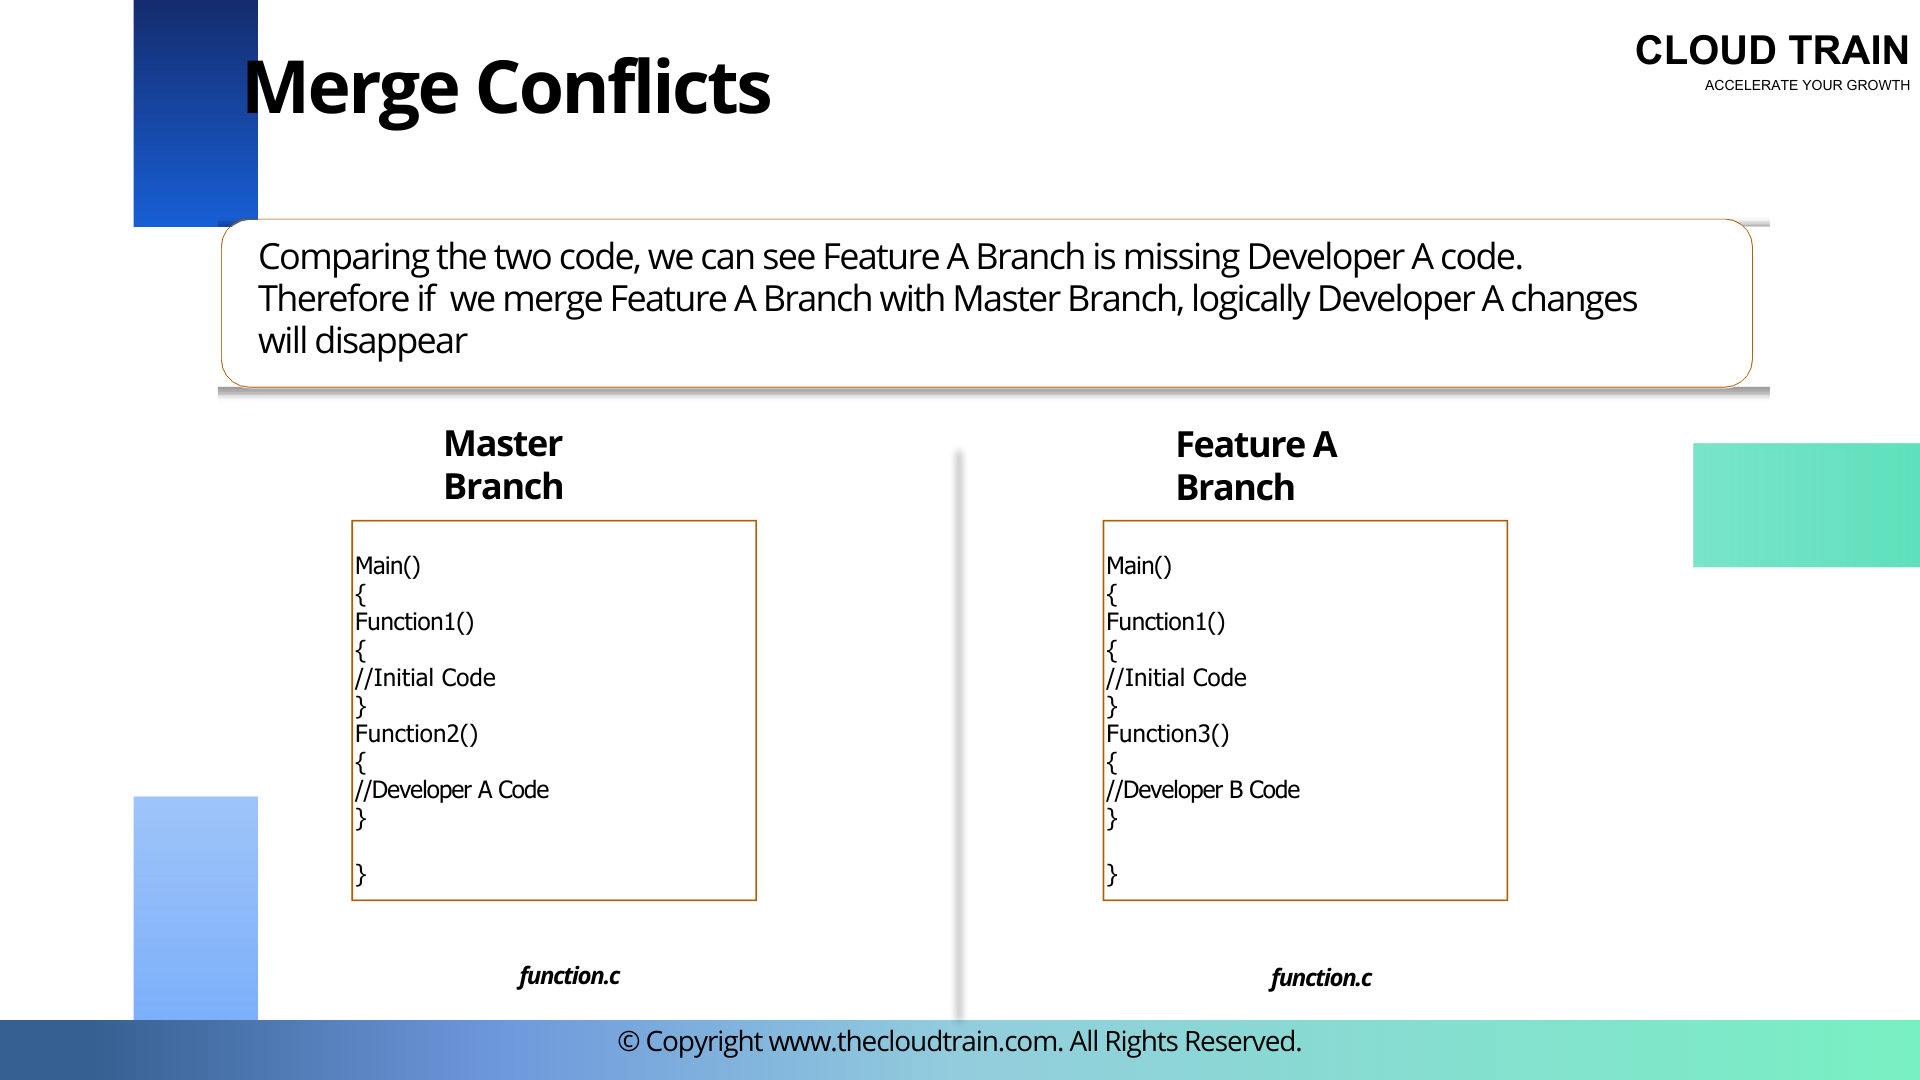 Merge Conflicts
CLOUD TRAIN
ACCELERATE YOUR GROWTH
Comparing the two code, we can see Feature A Branch is missing Developer A code.
Therefore if  we merge Feature A Branch with Master Branch, logically Developer A changes
will disappear
Master
Branch
Main()
{
Function1()
{
//Initial Code
}
Function2()
{
//Developer A Code
}
}
function.c
Feature A
Branch
Main()
{
Function1()
{
//Initial Code
}
Function3()
{
//Developer B Code
}
}
function.c
© Copyright www.thecloudtrain.com. All Rights Reserved.